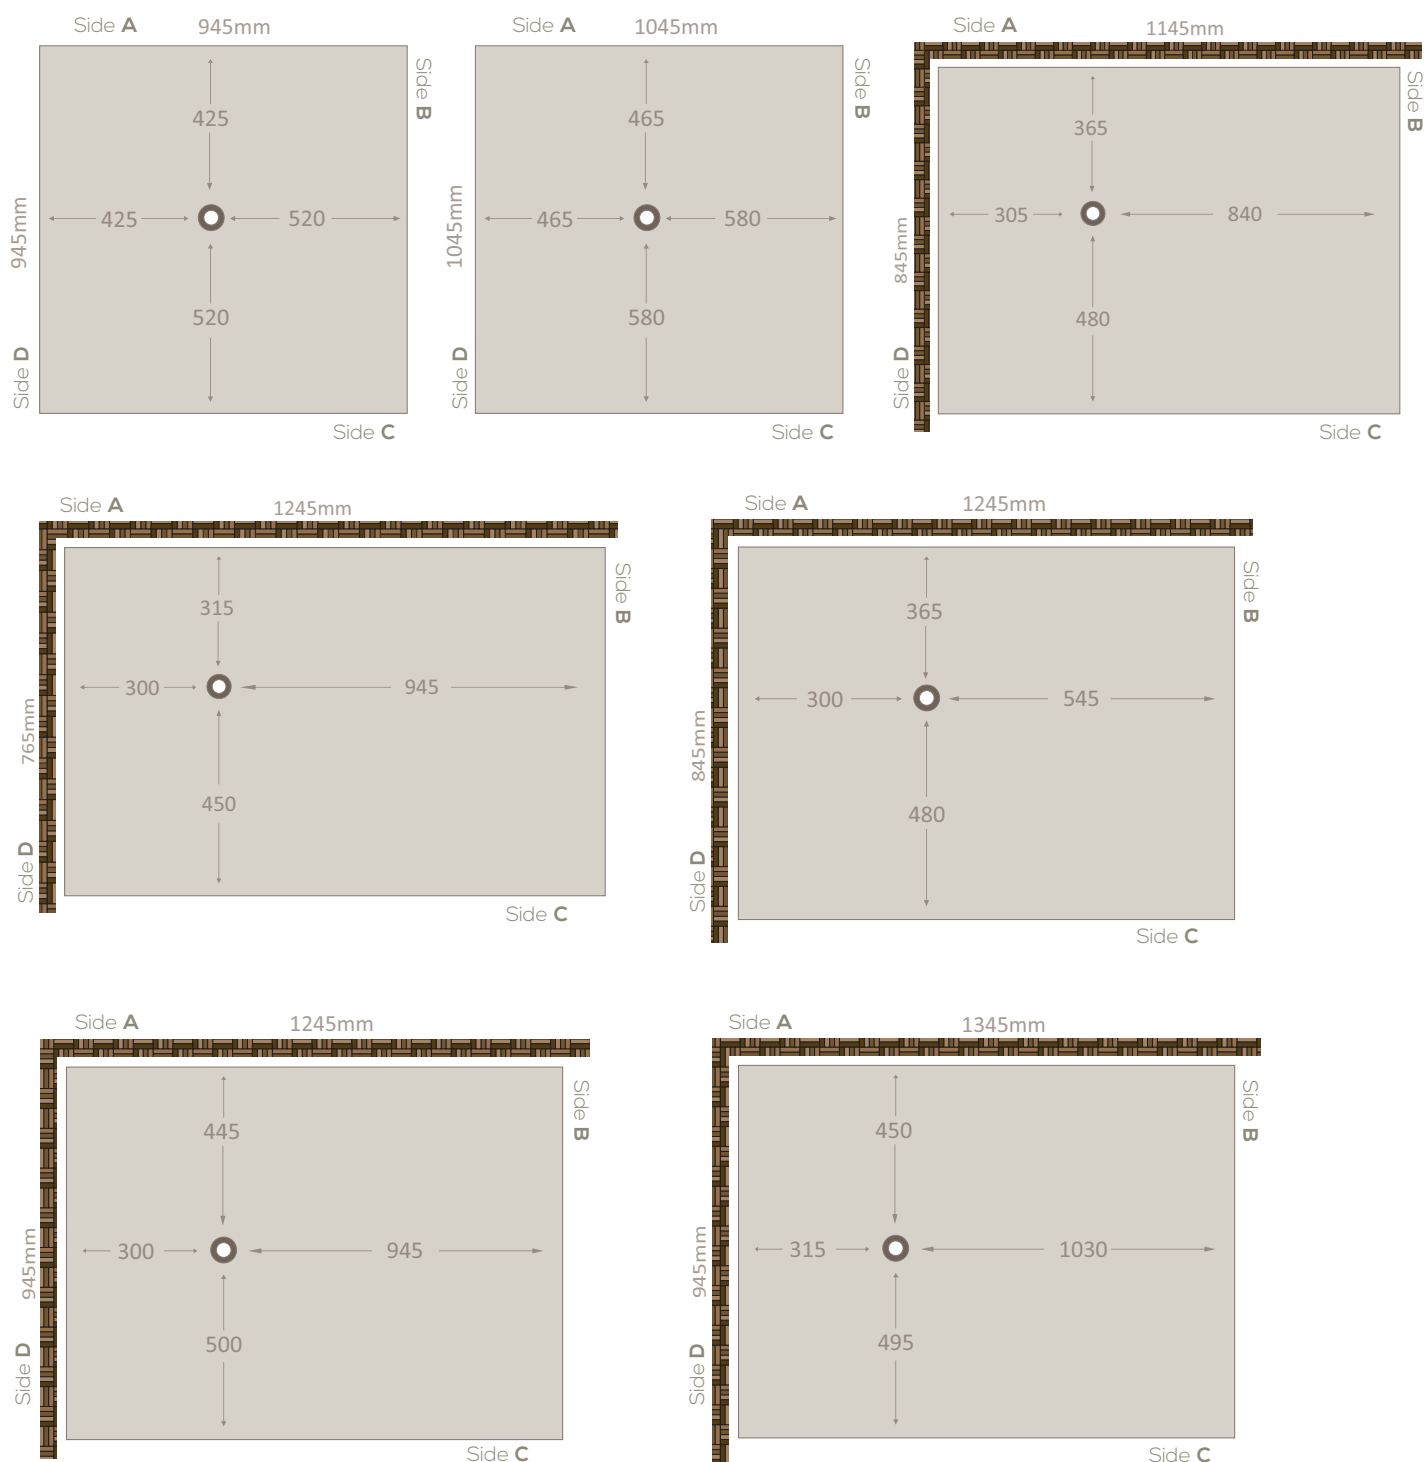 Side A 945mm
Side B
425
425 520
945mm
520
Side D
Side C
Side A 1045mm
Side B
465
465 580
1045mm
580
Side D
Side C
Side A 1145mm
Side B
365
305 840
845mm
480
Side D
Side C
Side A 1245mm
Side B
315
300 945
765mm
450
Side D
Side C
Side A 1245mm
Side B
365
300 545
845mm
480
Side D
Side C
Side A 1245mm
Side B
445
300 945
945mm
500
Side D
Side C
Side A 1345mm
Side B
450
315 1030
945mm
495
Side D
Side C